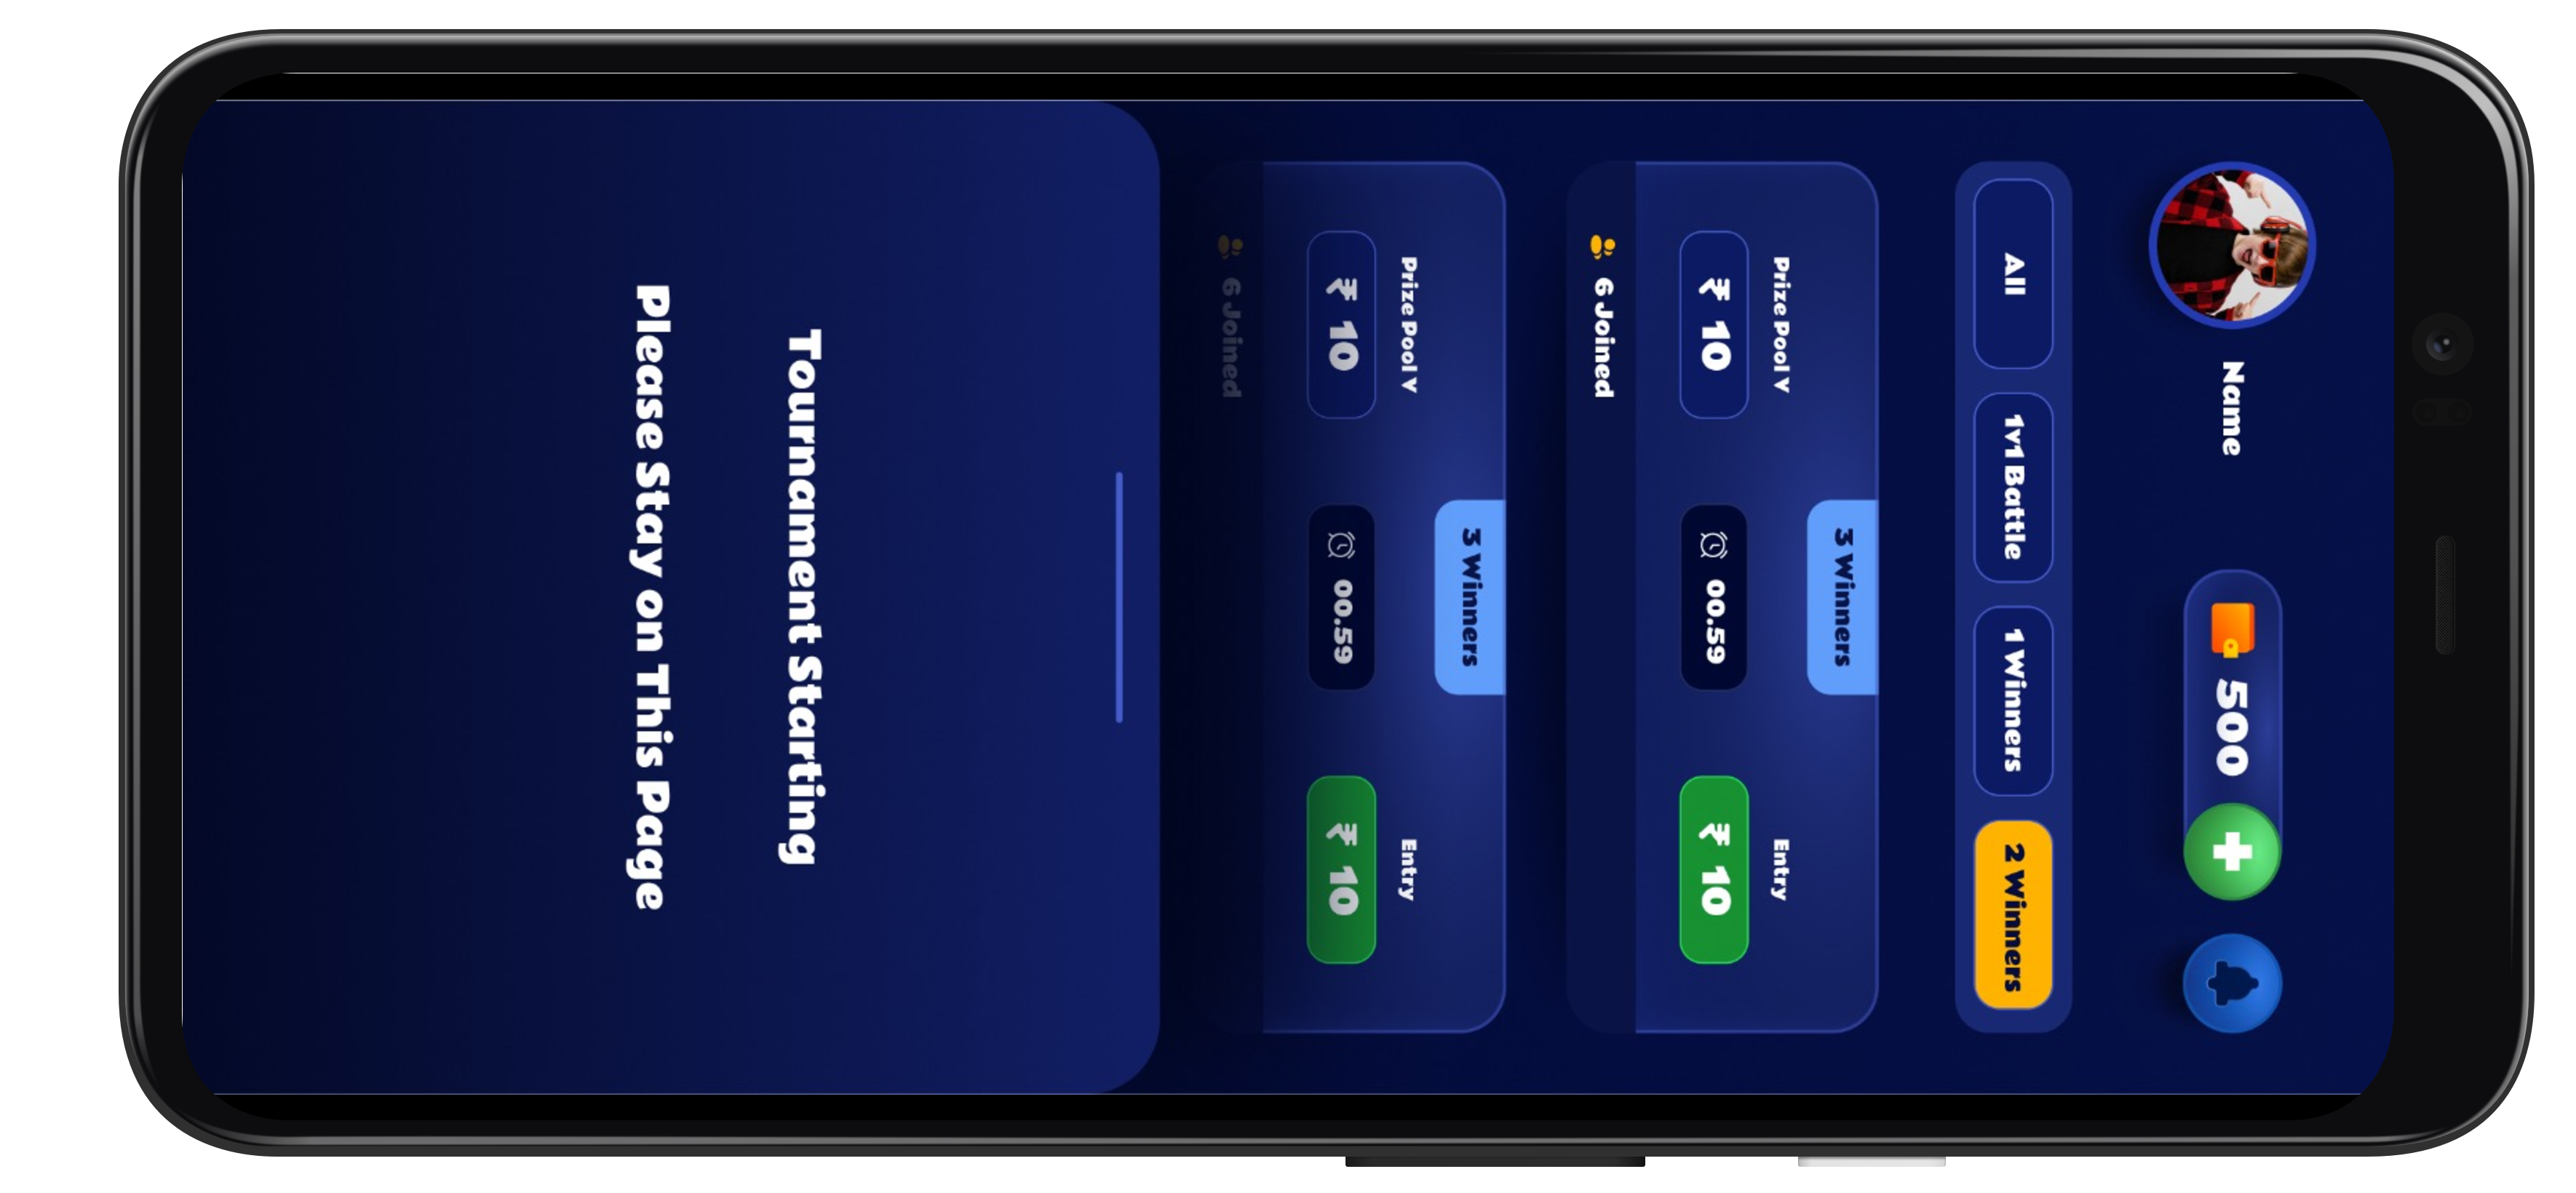 Name
500
All
1v1 Battle
1 Winners
2 Winners
3 Winners
Prize Pool v
Entry
₹ 10
00.59
₹ 10
6 Joined
3 Winners
Prize Pool v
Entry
₹ 10
00.59
₹ 10
6 Joined
Tournament Starting
Please Stay on This Page